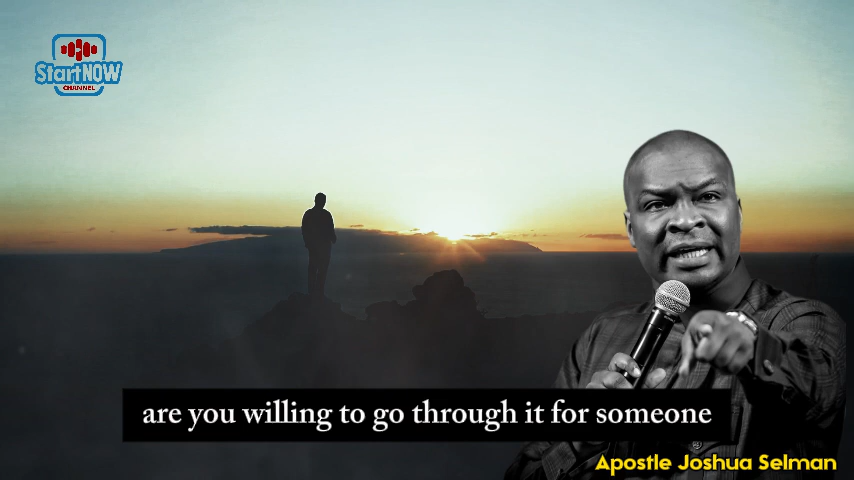 StartNOW
CHANNEL
are you willing to go through it for someone
Apostle Joshua Selman